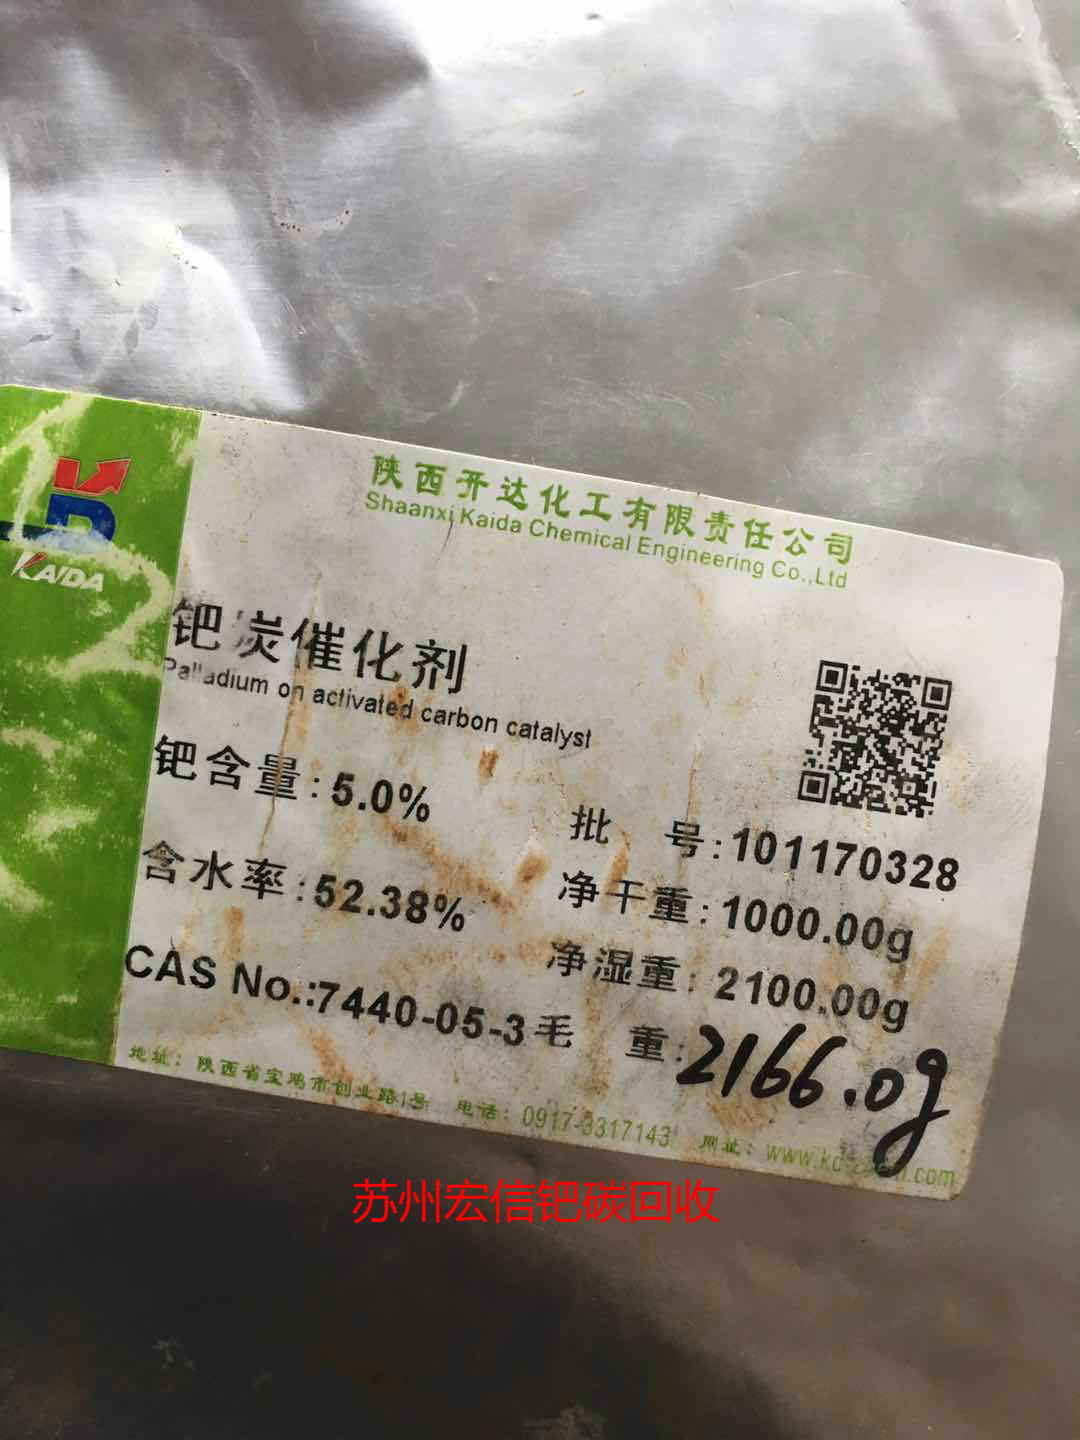 KAIDA
陕西开达化工有限责任公司
Shaanxi Kaida Chemical Engineering Co.,Ltd
钯炭催化剂
Palladium on activated carbon catalyst
钯含量:5.0%
批 号:101170328
含水率:52.38%
净干重:1000.00g
净湿重:2100.00g
CAS No.:7440-05-3
毛 重:2166.0g
地址:陕西省宝鸡市创业路1号 电话:0917-3317143 网址:
苏州宏信钯碳回收